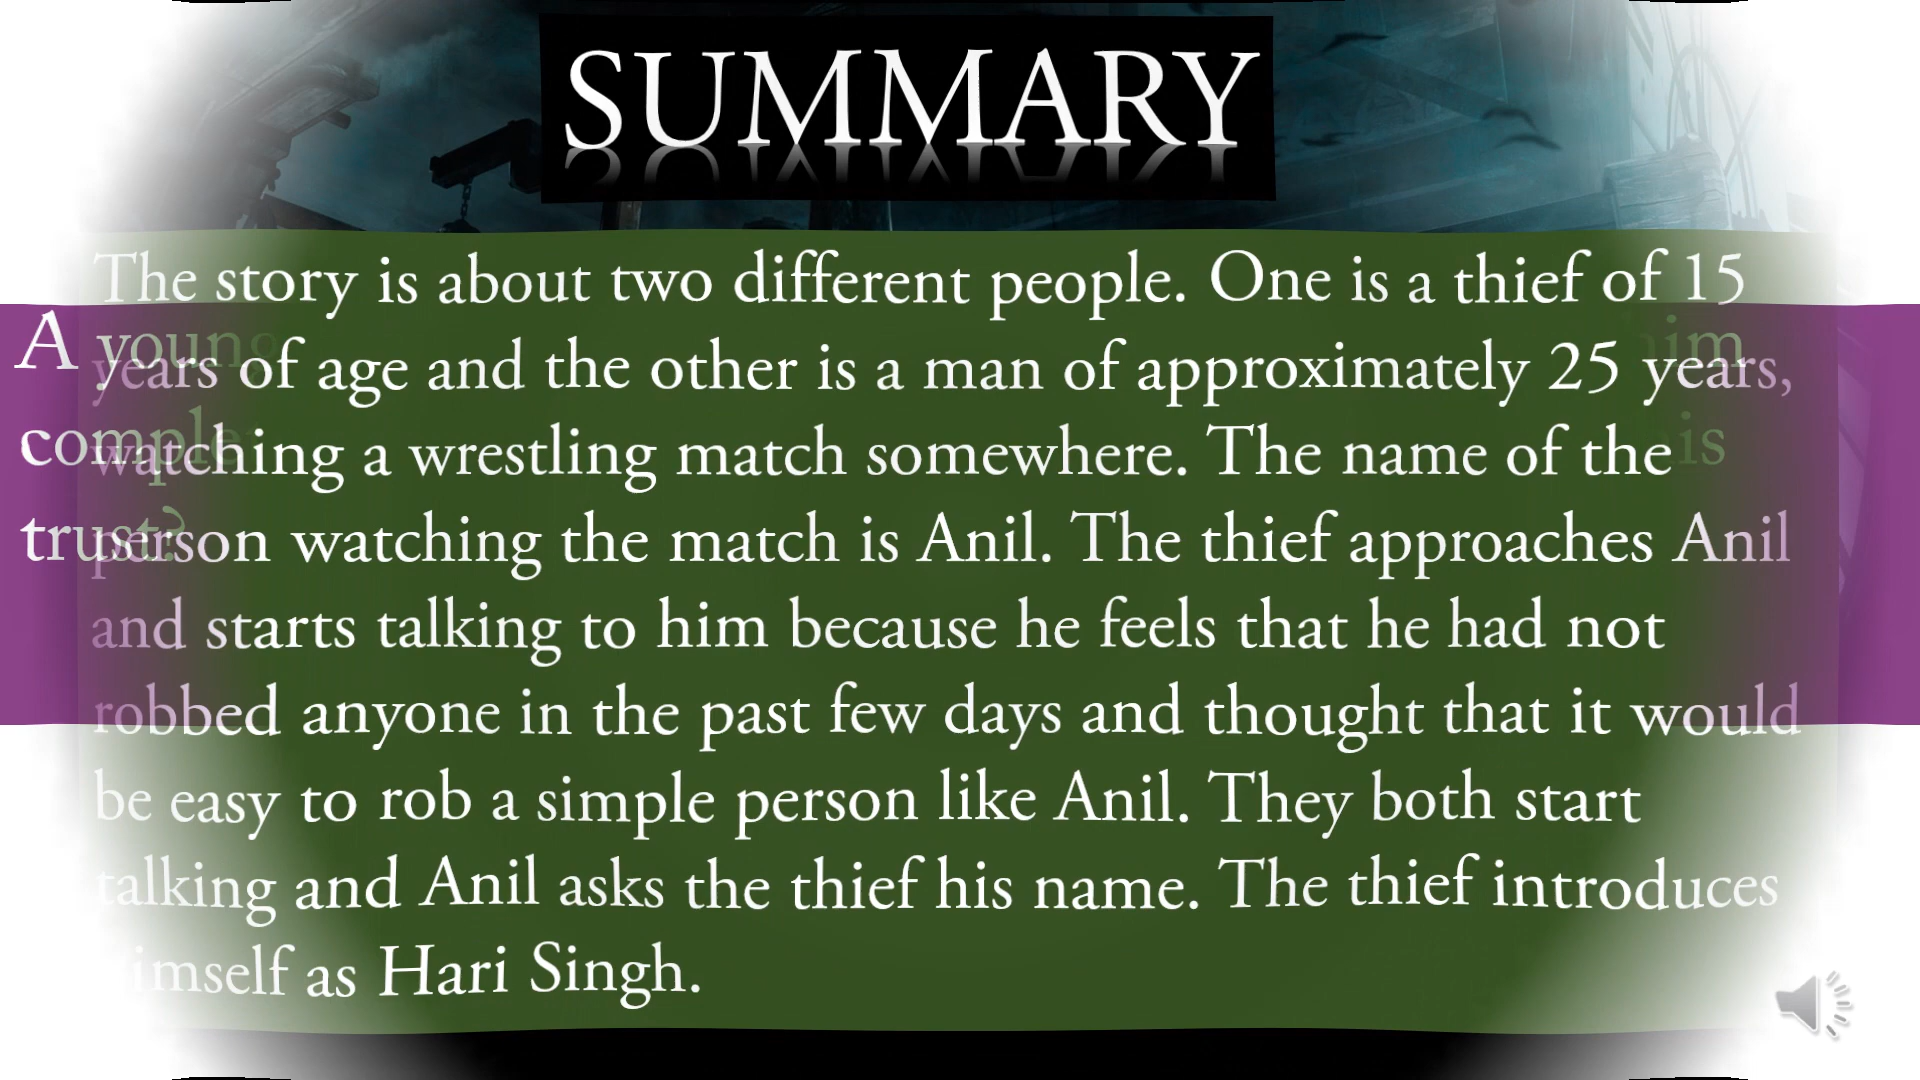 SUMMARY
The story is about two different people. One is a thief of 15
years of age and the other is a man of approximately 25 years,
watching a wrestling match somewhere. The name of the
person watching the match is Anil. The thief approaches Anil
and starts talking to him because he feels that he had not
robbed anyone in the past few days and thought that it would
be easy to rob a simple person like Anil. They both start
talking and Anil asks the thief his name. The thief introduces
himself as Hari Singh.
A young him
his
trust?